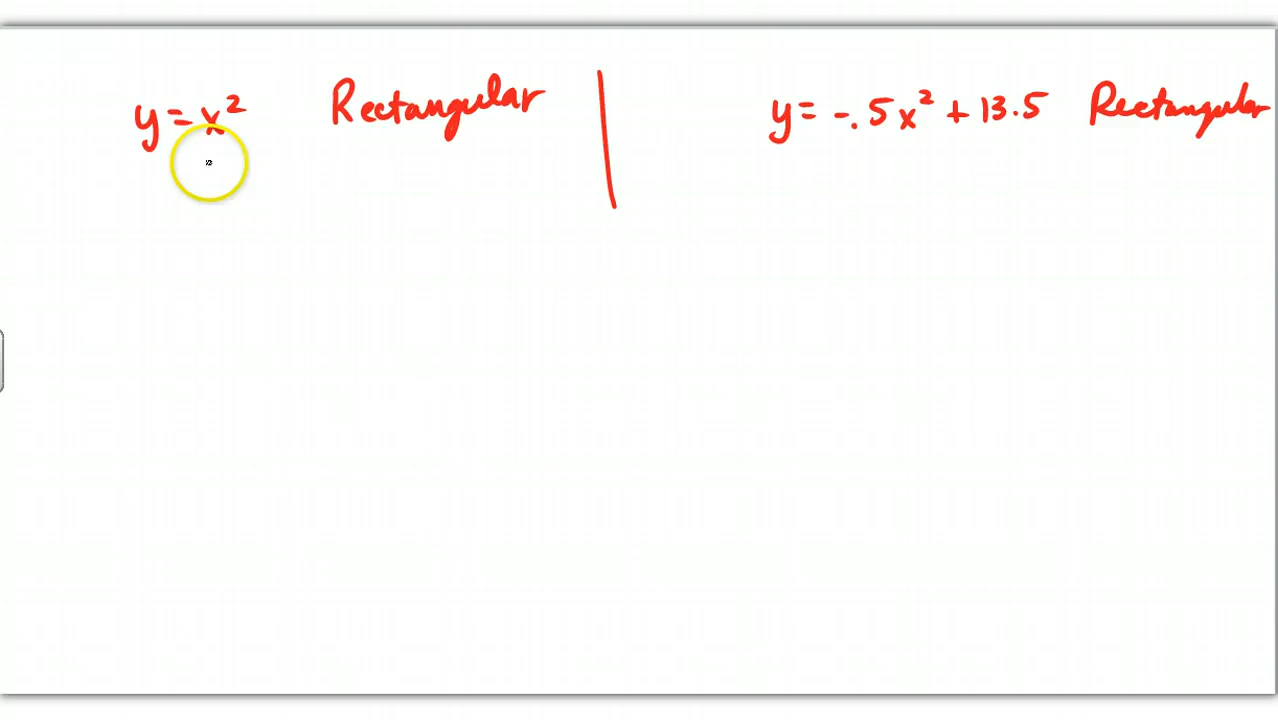 y = x² Rectangular
y = -.5x² + 13.5 Rectangular